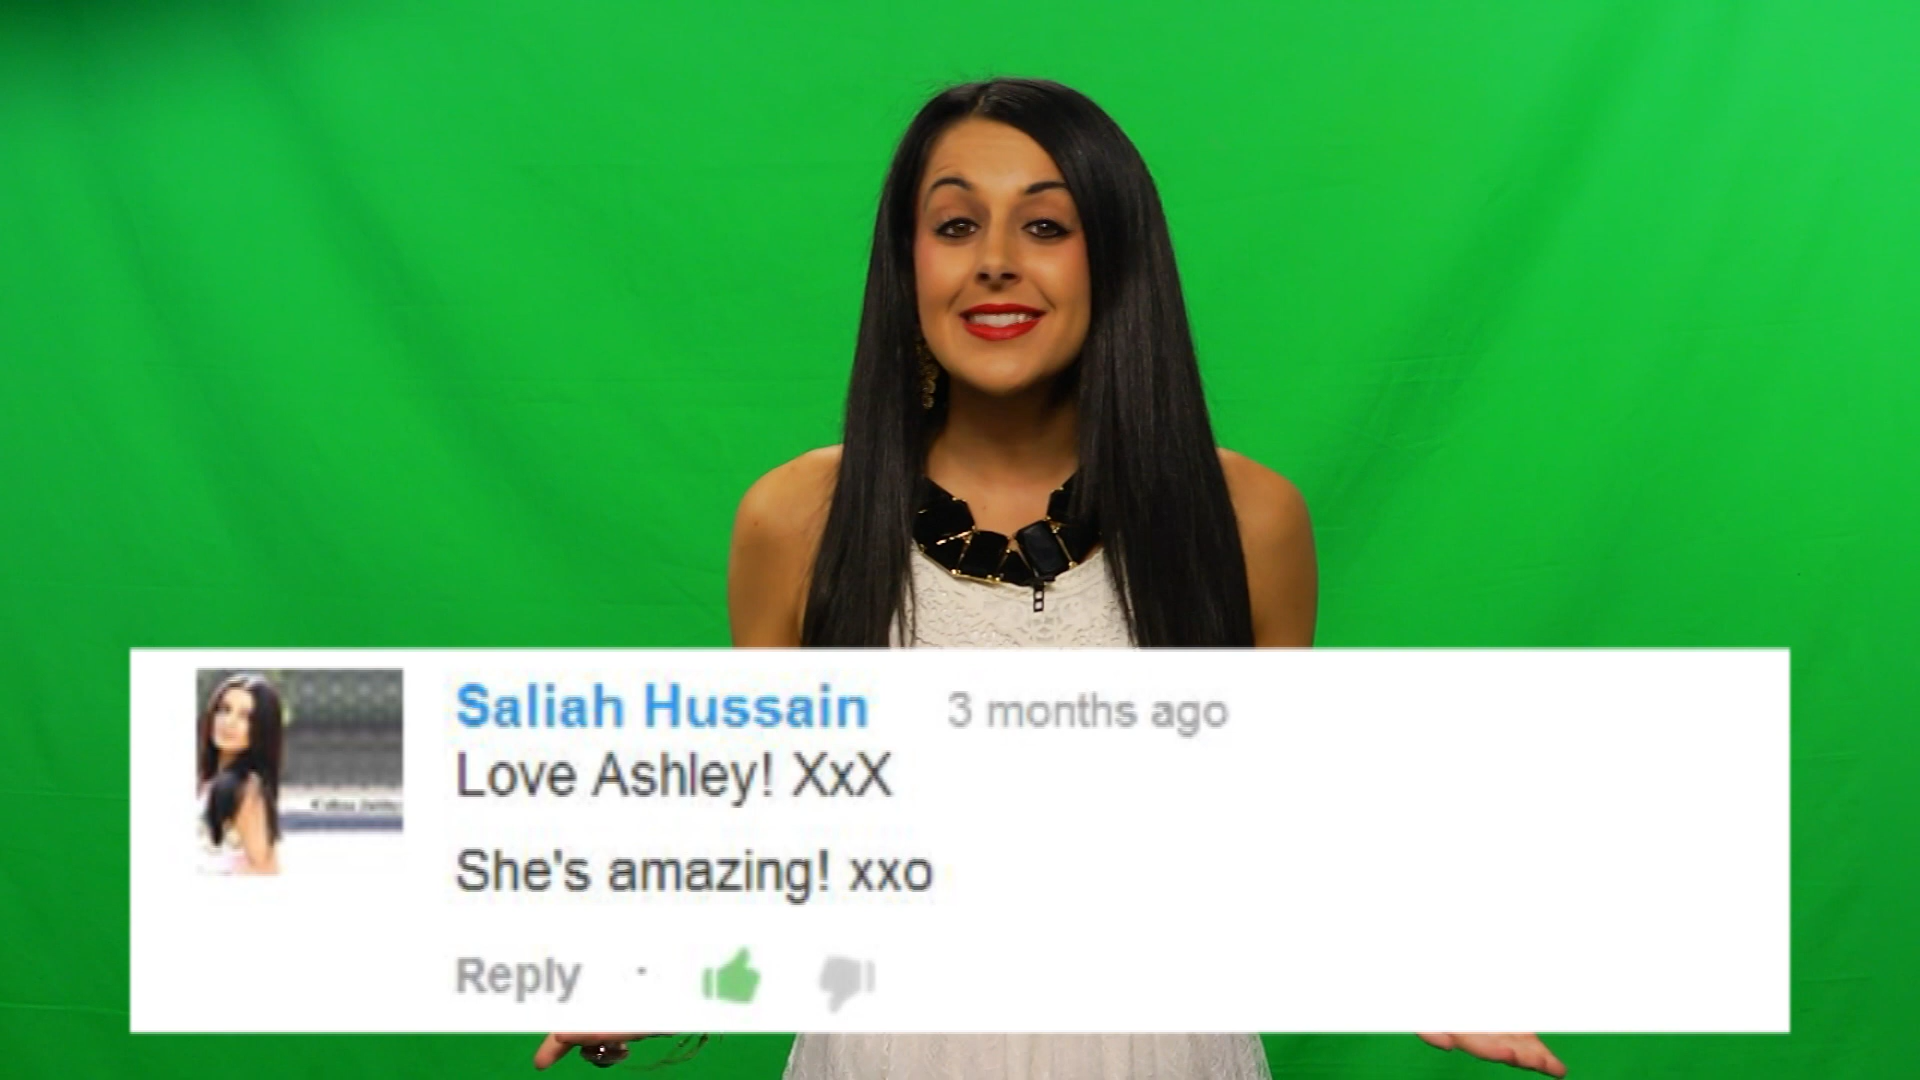 Saliah Hussain 3 months ago
Love Ashley! XxX
She's amazing! xxo
Reply ·